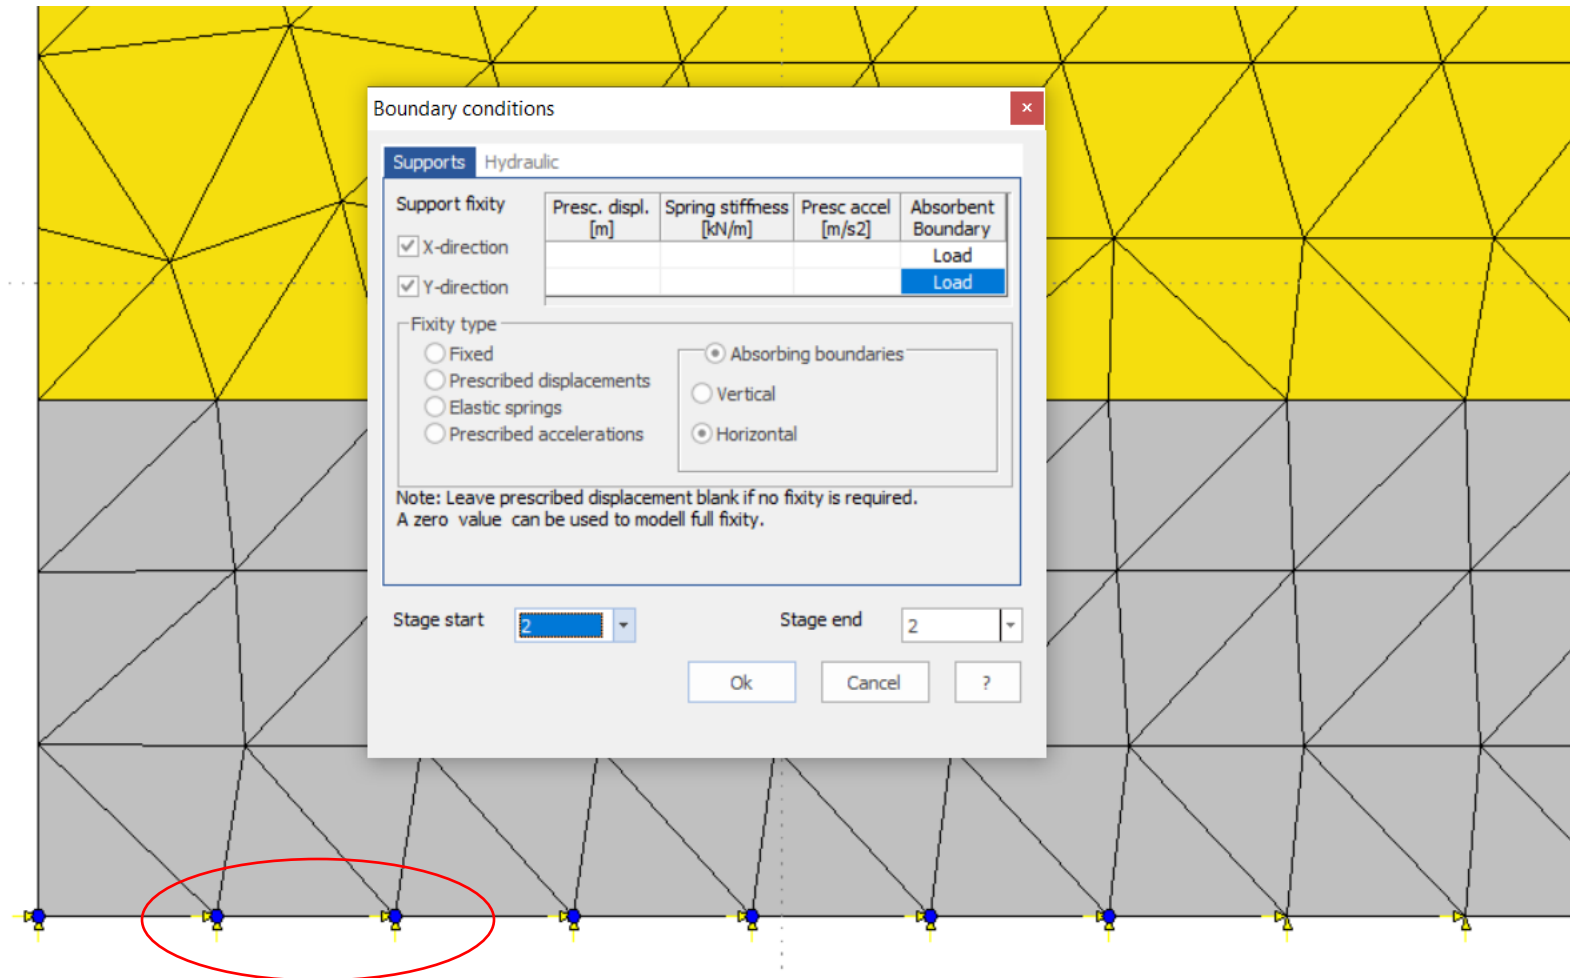 Boundary conditions
Supports Hydraulic
Support fixity
Presc. displ. [m]
Spring stiffness [kN/m]
Presc accel [m/s2]
Absorbent Boundary
X-direction
Load
Y-direction
Load
Fixity type
Fixed
Prescribed displacements
Elastic springs
Prescribed accelerations
Absorbing boundaries
Vertical
Horizontal
Note: Leave prescribed displacement blank if no fixity is required.
A zero value can be used to modell full fixity.
Stage start 2 Stage end 2
Ok Cancel ?